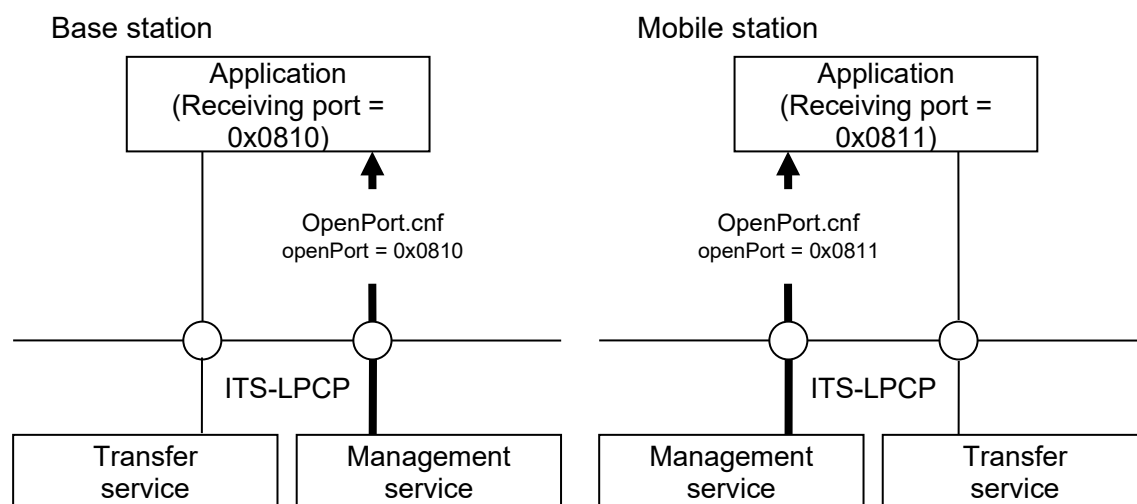 Base station
Application
(Receiving port =
0x0810)
OpenPort.cnf
openPort = 0x0810
ITS-LPCP
Transfer
service
Management
service
Mobile station
Application
(Receiving port =
0x0811)
OpenPort.cnf
openPort = 0x0811
ITS-LPCP
Management
service
Transfer
service